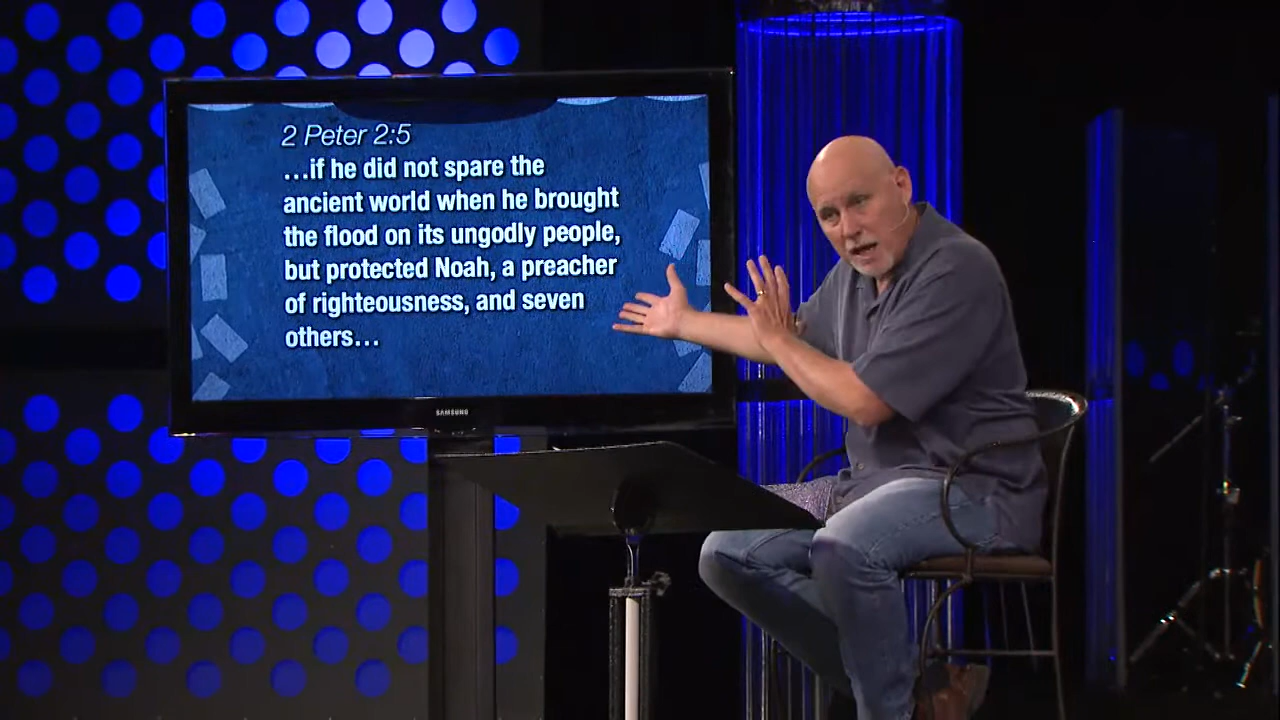 2 Peter 2:5
…if he did not spare the
ancient world when he brought
the flood on its ungodly people,
but protected Noah, a preacher
of righteousness, and seven
others…
SAMSUNG